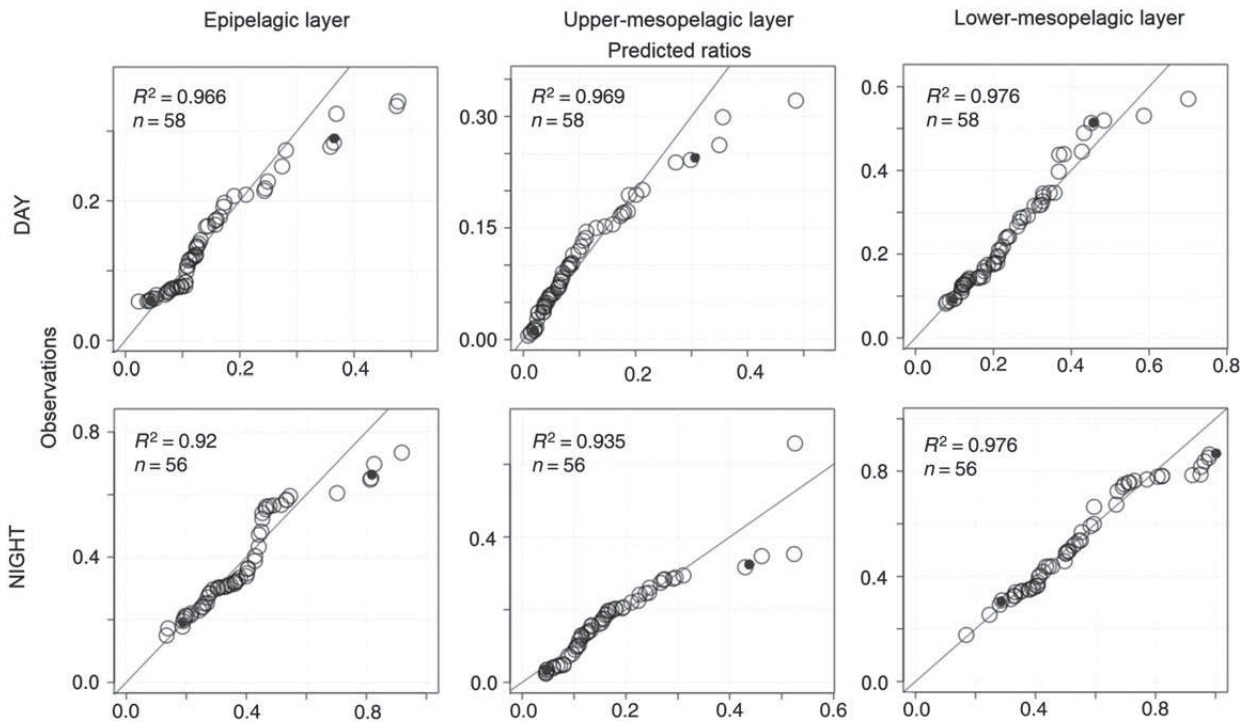 Epipelagic layer
Upper-mesopelagic layer
Lower-mesopelagic layer
Predicted ratios
DAY
Observations
NIGHT
R² = 0.966
n = 58
0.2
0.0
0.0 0.2 0.4
R² = 0.969
n = 58
0.30
0.15
0.00
0.0 0.2 0.4
R² = 0.976
n = 58
0.6
0.4
0.2
0.0
0.0 0.2 0.4 0.6 0.8
R² = 0.92
n = 56
0.8
0.4
0.0
0.0 0.2 0.4 0.6 0.8
R² = 0.935
n = 56
0.4
0.0
0.0 0.2 0.4 0.6
R² = 0.976
n = 56
0.8
0.4
0.0
0.0 0.4 0.8